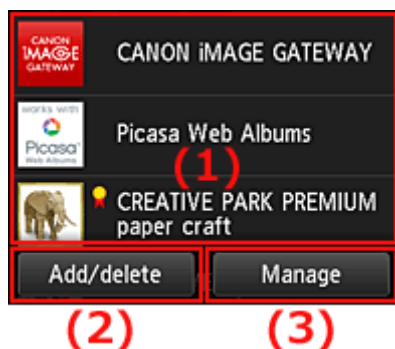 CANON
iMAGE
GATEWAY
CANON iMAGE GATEWAY
works with
Picasa™
Web Albums
Picasa Web Albums
(1)
CREATIVE PARK PREMIUM
paper craft
Add/delete
Manage
(2)
(3)